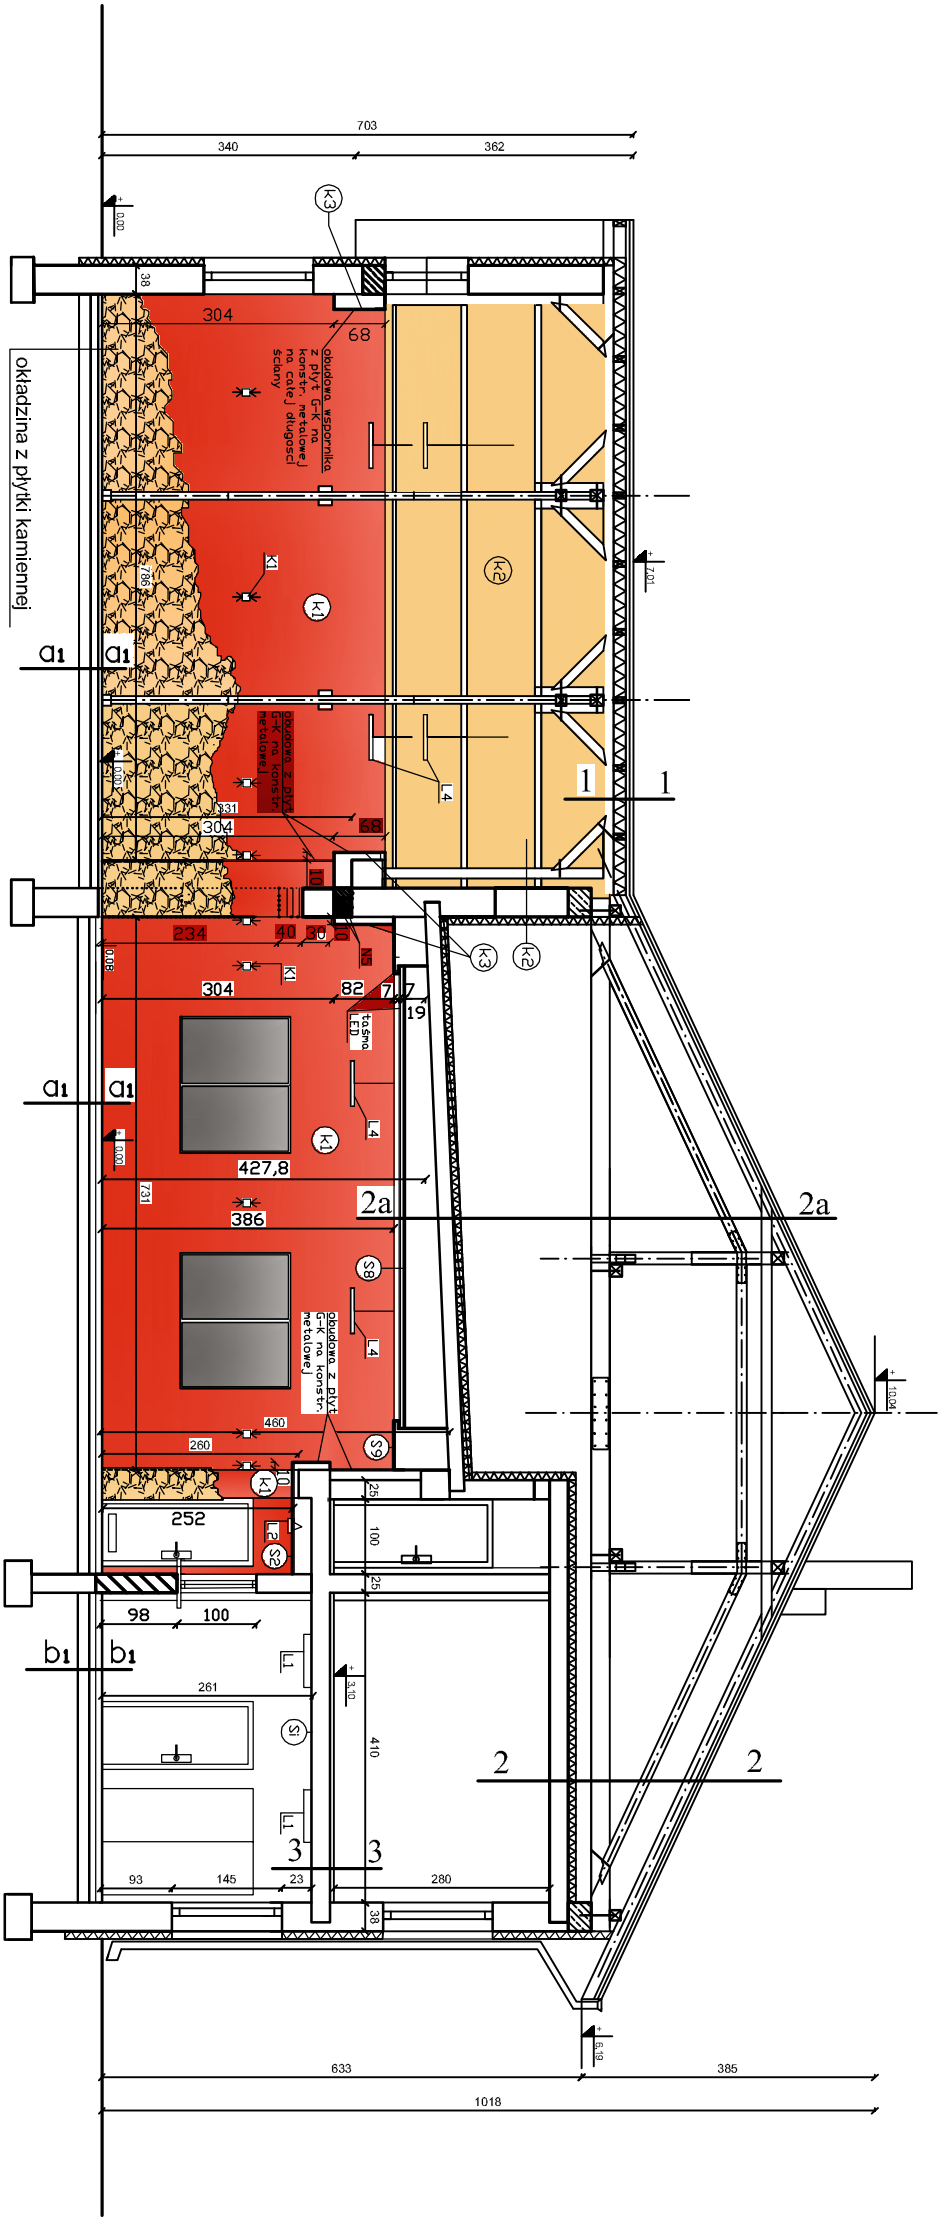 703
340
362
+
0,00
k3
38
304
68
obudowa wspornika
z płyt G-K na
konstr. metalowej
na całej długości
ściany
okładzina z płytki kamiennej
K1
k1
k2
786
+
7,01
a1
a1
obudowa z płyt
G-K na konstr.
metalowej
+
0,00
L4
1
1
331
304
68
10
234
40
30
10
N5
k3
k2
0.08
K1
304
82
7
7
19
taśma
LED
L4
a1
a1
k1
+
0,00
427,8
731
386
2a
2a
S8
L4
obudowa z płyt
G-K na konstr.
metalowej
+
10,04
460
S9
260
10
k1
25
252
L2
S2
100
25
98
100
b1
b1
L1
+
3,10
261
Si
410
2
2
L1
3
3
93
145
23
280
38
+
6,19
633
385
1018